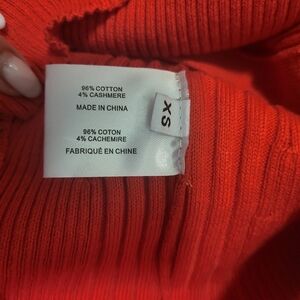 96% COTTON
4% CASHMERE
MADE IN CHINA
96% COTON
4% CACHEMIRE
FABRIQUÉ EN CHINE
XS